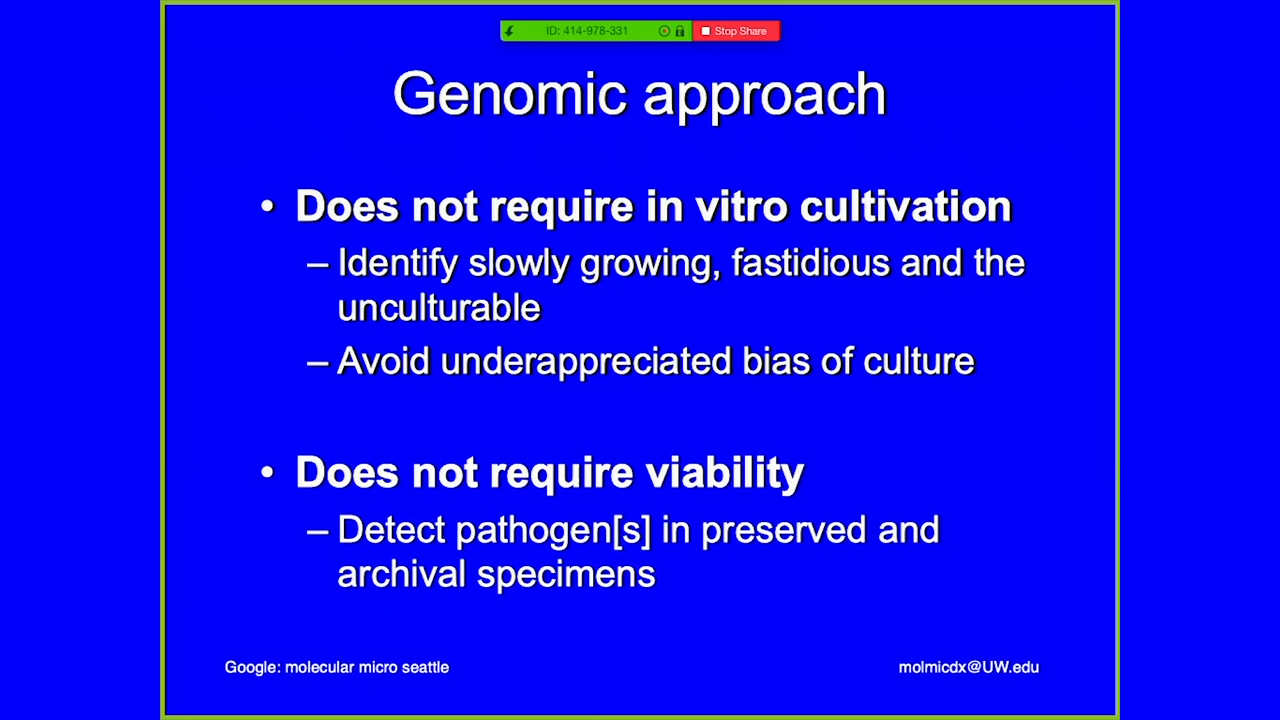 ID: 414-978-331
Stop Share
Genomic approach
• Does not require in vitro cultivation
– Identify slowly growing, fastidious and the
unculturable
– Avoid underappreciated bias of culture
• Does not require viability
– Detect pathogen[s] in preserved and
archival specimens
Google: molecular micro seattle
molmicdx@UW.edu